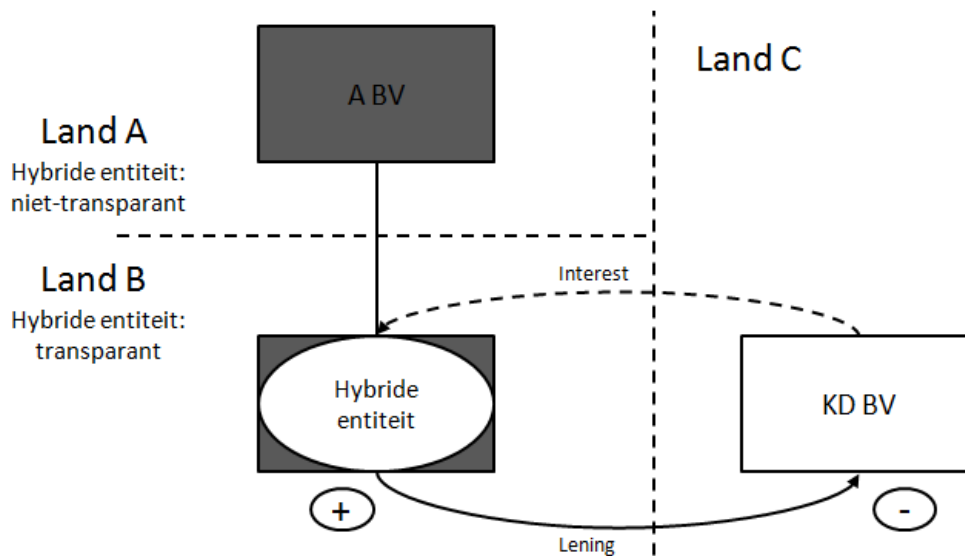 A BV
Land A
Hybride entiteit:
niet-transparant
Land C
Land B
Hybride entiteit:
transparant
Interest
Hybride
entiteit
KD BV
+
-
Lening